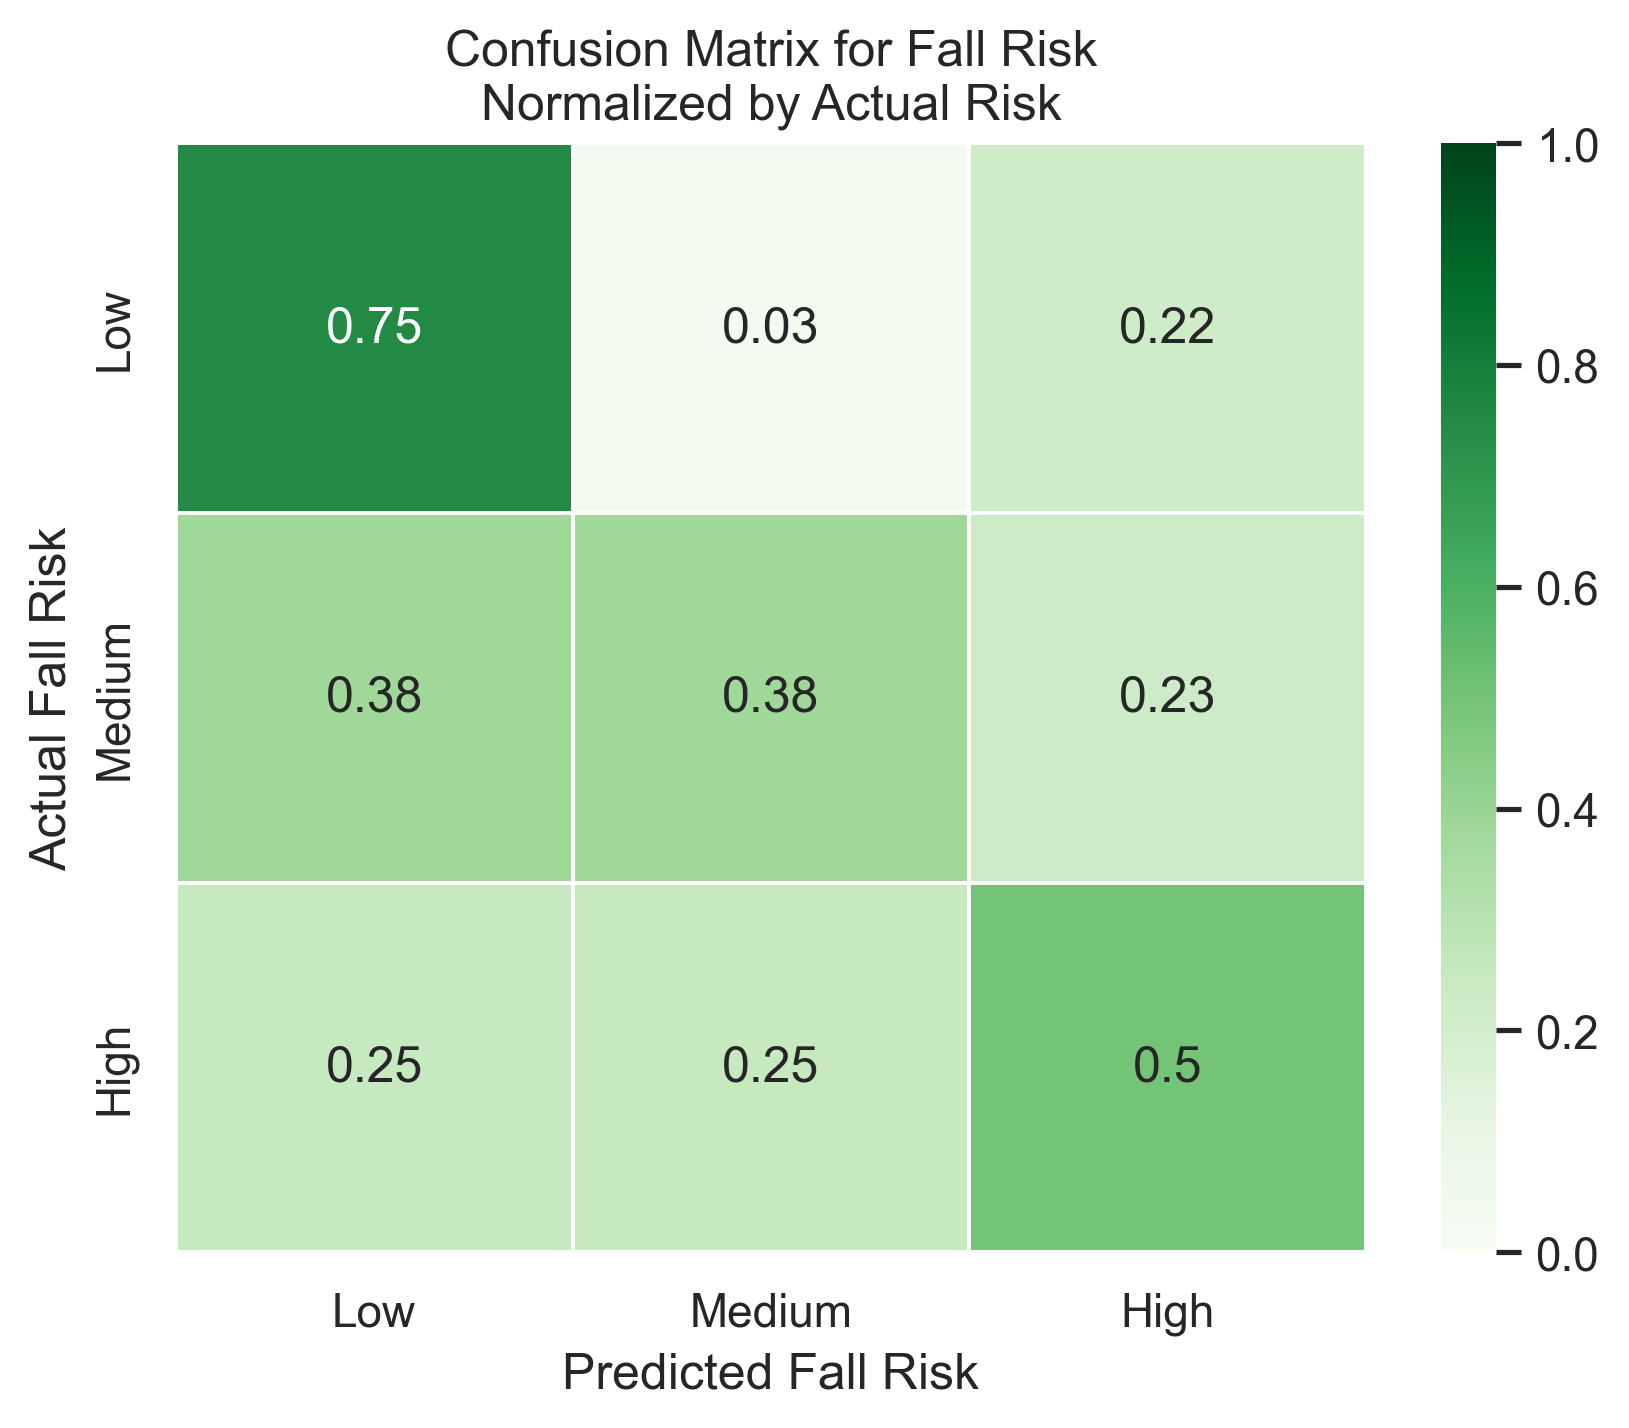 Confusion Matrix for Fall Risk
Normalized by Actual Risk
Actual Fall Risk
Low
0.75
0.03
0.22
Medium
0.38
0.38
0.23
High
0.25
0.25
0.5
Low
Medium
High
Predicted Fall Risk
1.0
0.8
0.6
0.4
0.2
0.0